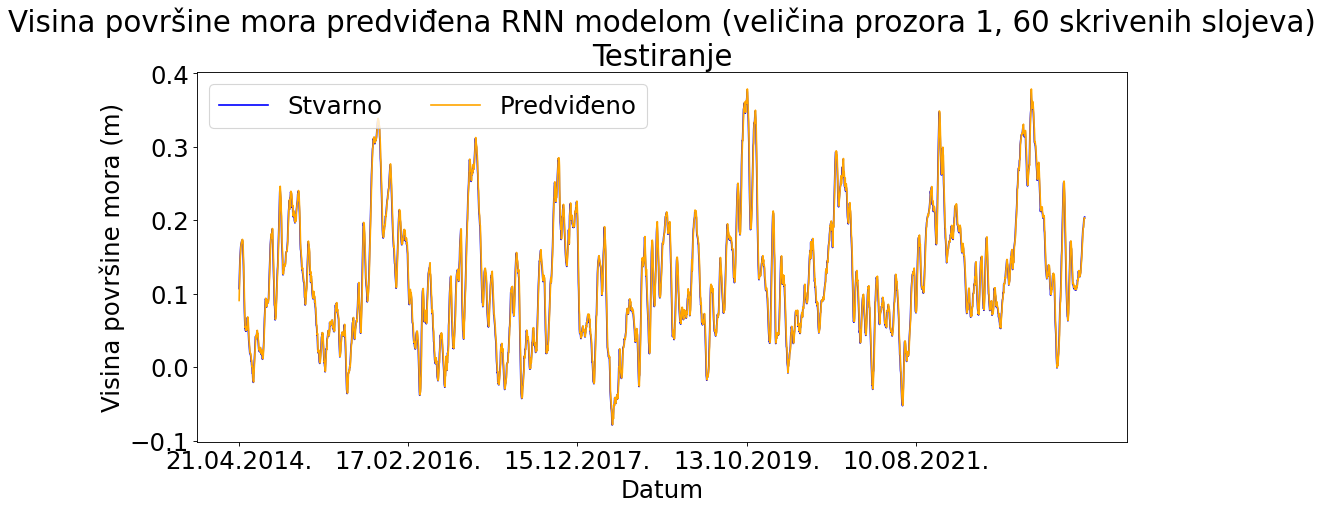 Visina površine mora predviđena RNN modelom (veličina prozora 1, 60 skrivenih slojeva)
Testiranje
Stvarno
Predviđeno
Visina površine mora (m)
0.4
0.3
0.2
0.1
0.0
−0.1
21.04.2014.
17.02.2016.
15.12.2017.
13.10.2019.
10.08.2021.
Datum